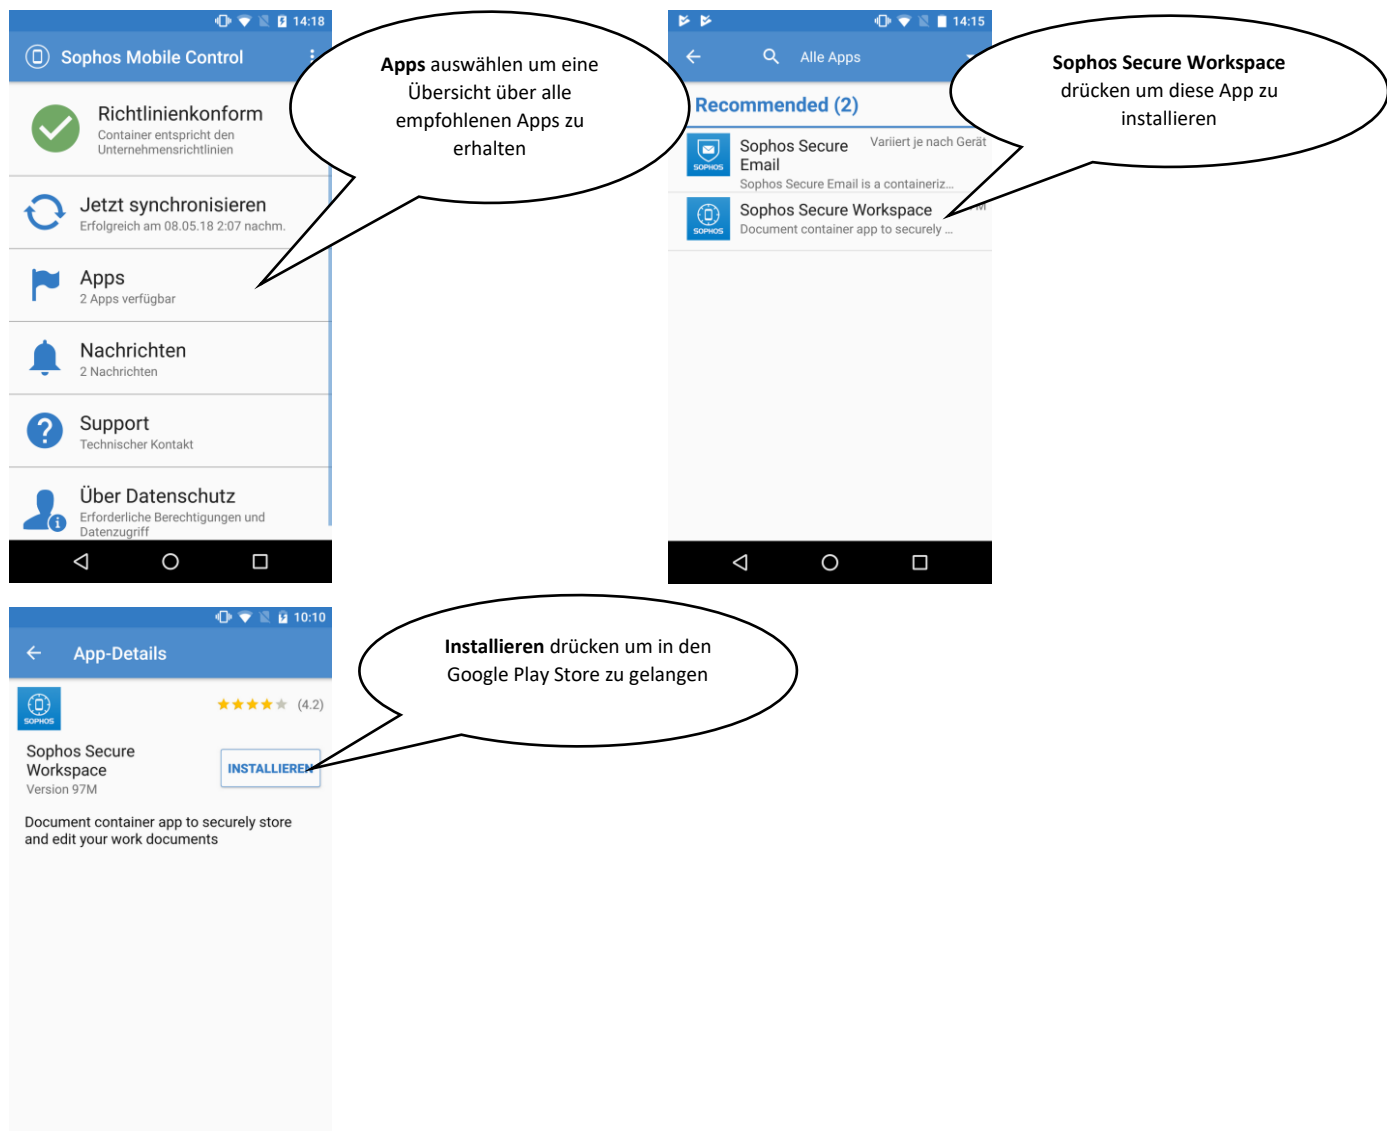 14:18
Sophos Mobile Control
Richtlinienkonform
Container entspricht den
Unternehmensrichtlinien
Jetzt synchronisieren
Erfolgreich am 08.05.18 2:07 nachm.
Apps
2 Apps verfügbar
Nachrichten
2 Nachrichten
Support
Technischer Kontakt
Über Datenschutz
Erforderliche Berechtigungen und
Datenzugriff
Apps auswählen um eine
Übersicht über alle
empfohlenen Apps zu
erhalten
14:15
Alle Apps
Recommended (2)
SOPHOS
Sophos Secure
Email
Variiert je nach Gerät
Sophos Secure Email is a containeriz...
SOPHOS
Sophos Secure Workspace
Document container app to securely ...
Sophos Secure Workspace
drücken um diese App zu
installieren
10:10
App-Details
SOPHOS
(4.2)
Sophos Secure
Workspace
Version 97M
INSTALLIEREN
Document container app to securely store
and edit your work documents
Installieren drücken um in den
Google Play Store zu gelangen